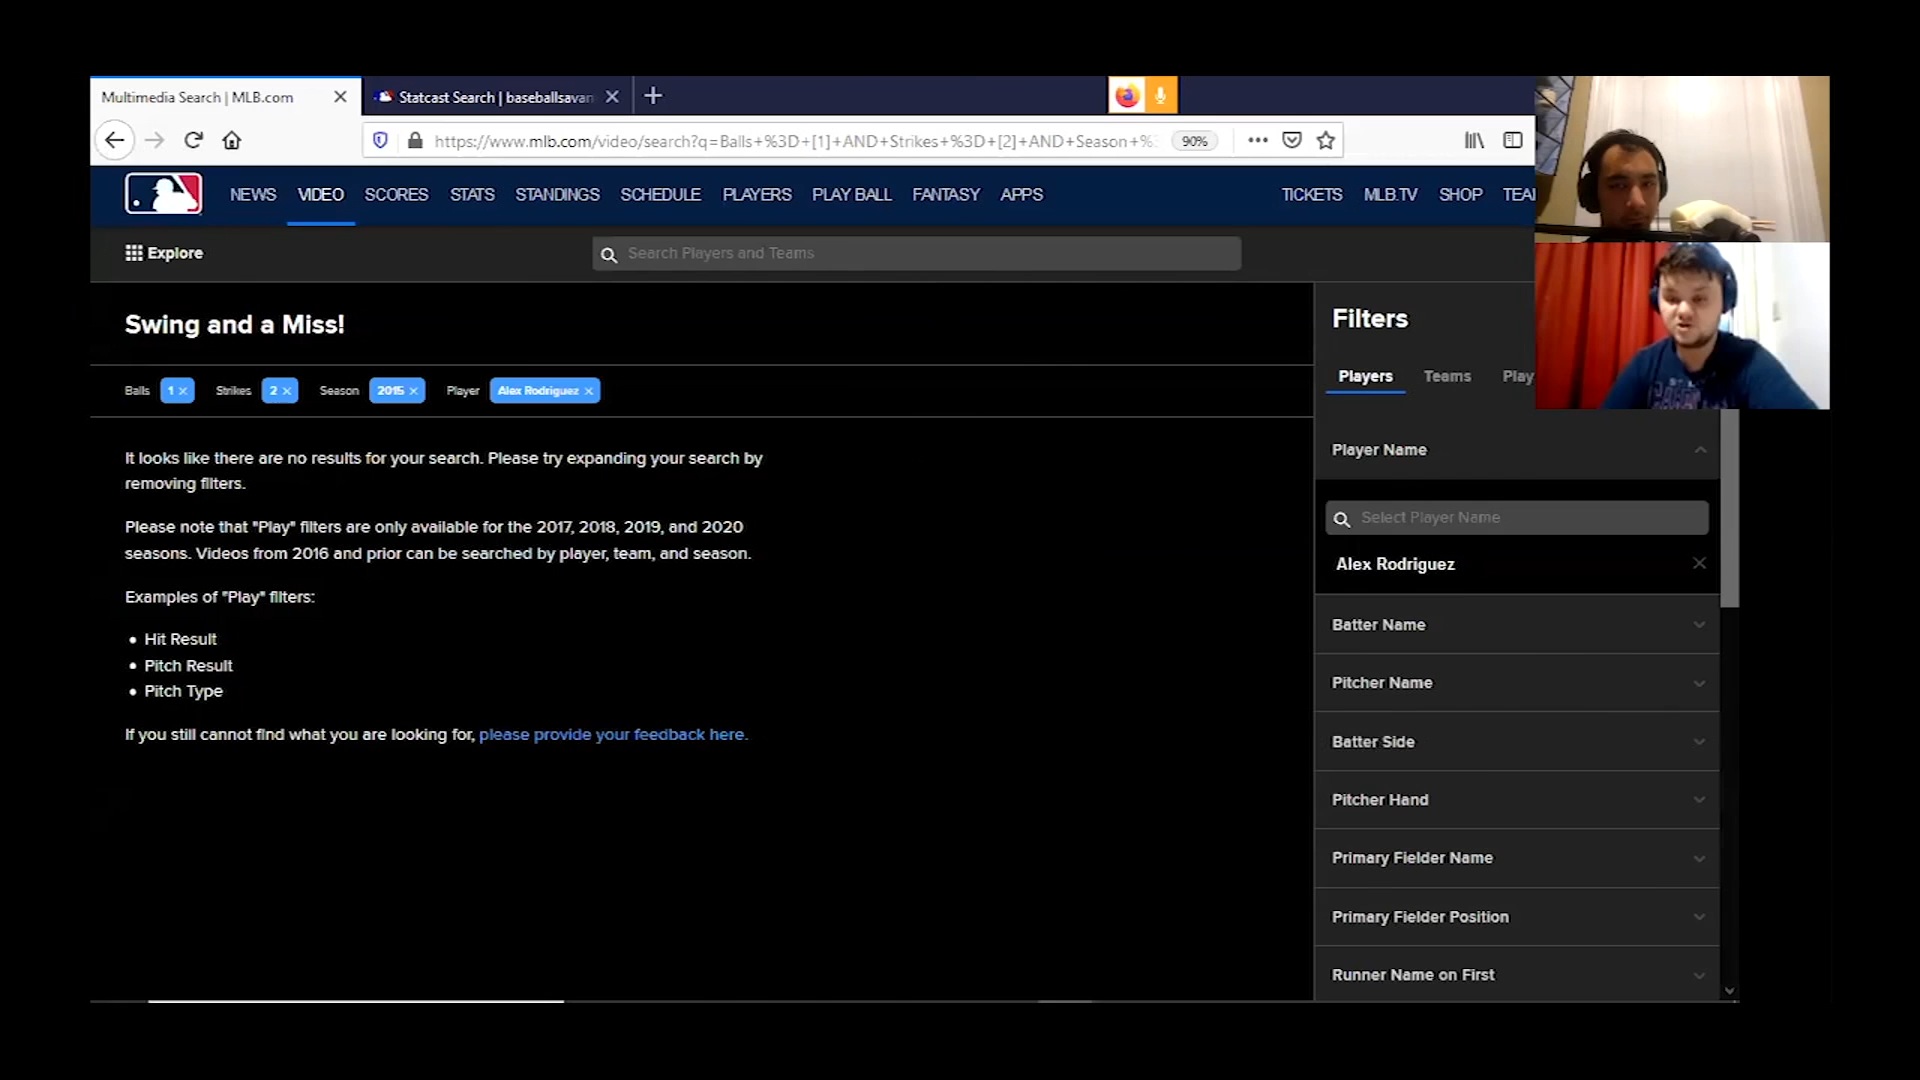 Multimedia Search | MLB.com
Statcast Search | baseballsavan
https://www.mlb.com/video/search?q=Balls+%3D+[1]+AND+Strikes+%3D+[2]+AND+Season+%3
90%
NEWS VIDEO SCORES STATS STANDINGS SCHEDULE PLAYERS PLAY BALL FANTASY APPS TICKETS MLB.TV SHOP TEA
Explore
Search Players and Teams
Swing and a Miss!
Balls 1 × Strikes 2 × Season 2015 × Player Alex Rodriguez ×
It looks like there are no results for your search. Please try expanding your search by
removing filters.
Please note that "Play" filters are only available for the 2017, 2018, 2019, and 2020
seasons. Videos from 2016 and prior can be searched by player, team, and season.
Examples of "Play" filters:
• Hit Result
• Pitch Result
• Pitch Type
If you still cannot find what you are looking for, please provide your feedback here.
Filters
Players Teams Play
Player Name
Select Player Name
Alex Rodriguez
Batter Name
Pitcher Name
Batter Side
Pitcher Hand
Primary Fielder Name
Primary Fielder Position
Runner Name on First